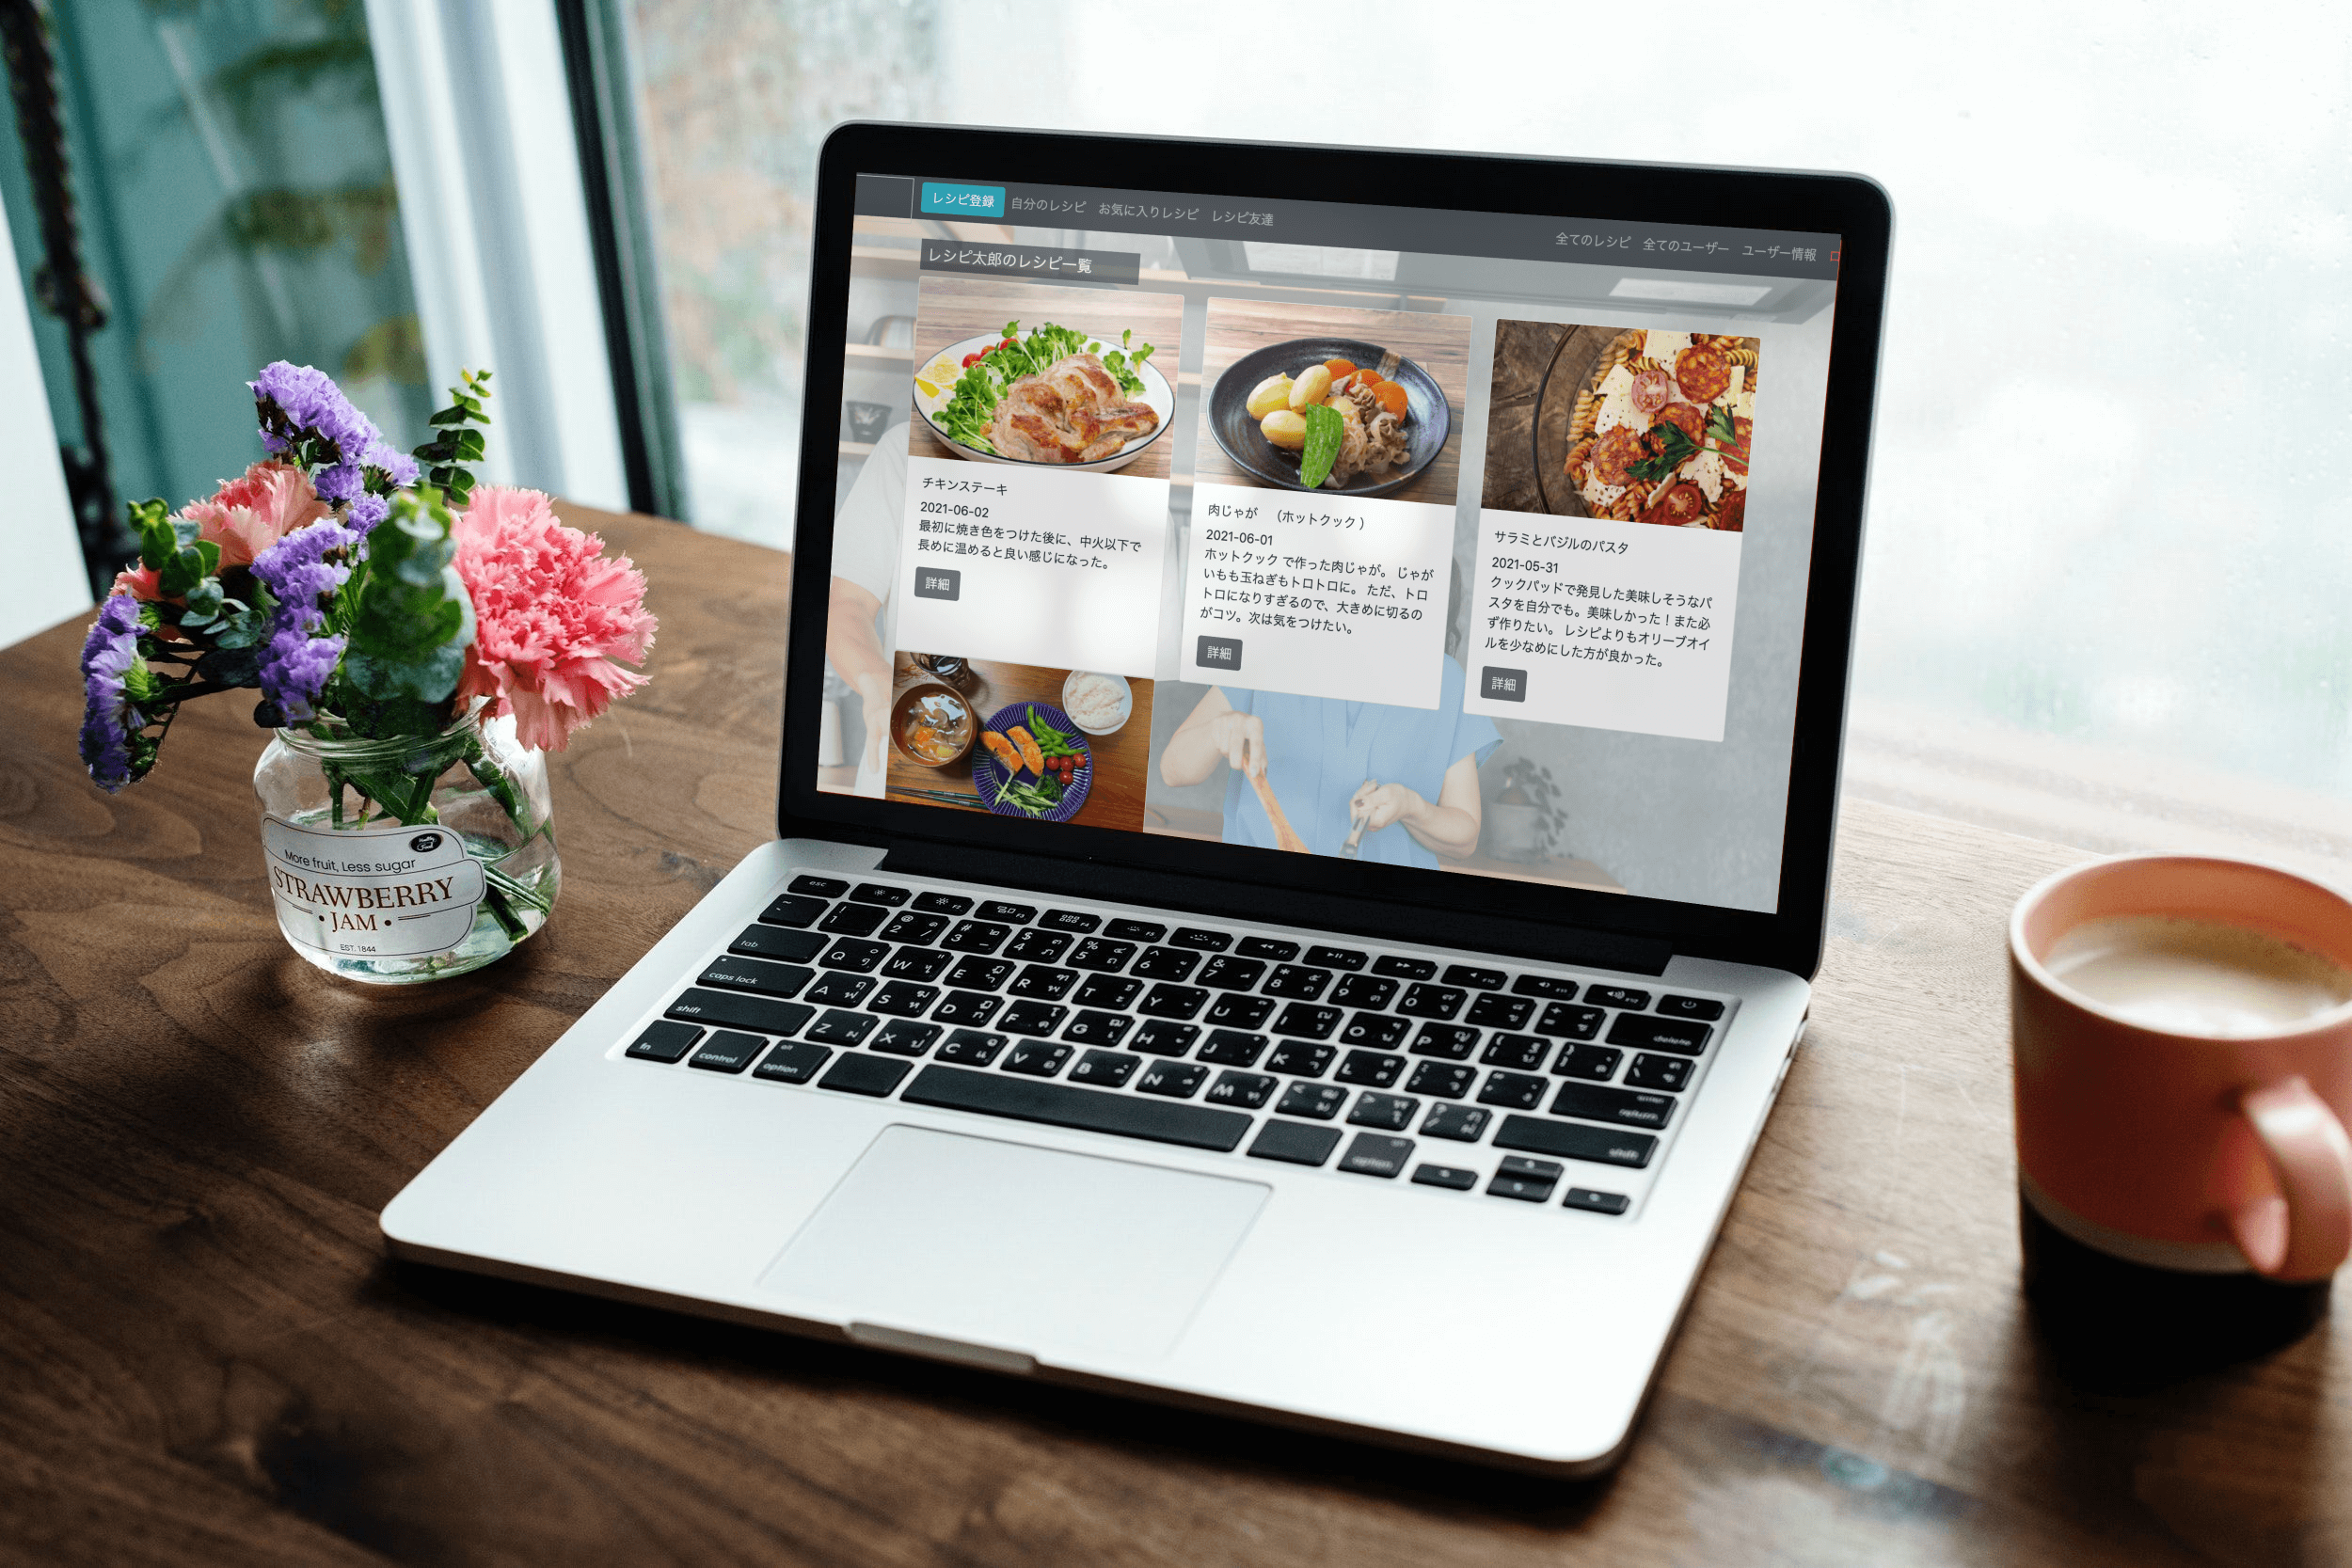 レシピ登録 自分のレシピ お気に入りレシピ レシピ友達
全てのレシピ 全てのユーザー ユーザー情報
レシピ太郎のレシピ一覧
チキンステーキ
2021-06-02
最初に焼き色をつけた後に、中火以下で
長めに温めると良い感じになった。
詳細
肉じゃが （ホットクック ）
2021-06-01
ホットクック で作った肉じゃが。 じゃが
いもも玉ねぎもトロトロに。 ただ、トロ
トロになりすぎるので、大きめに切るの
がコツ。次は気をつけたい。
詳細
サラミとバジルのパスタ
2021-05-31
クックパッドで発見した美味しそうなパ
スタを自分でも。美味しかった！また必
ず作りたい。 レシピよりもオリーブオイ
ルを少なめにした方が良かった。
詳細
More fruit, Less sugar
STRAWBERRY
• JAM •
EST. 1844
esc
tab
Q W E R T Y U I O P
caps lock
A S D F G H J K L
shift
Z X C V B N M
shift
fn control option
option
delete
return